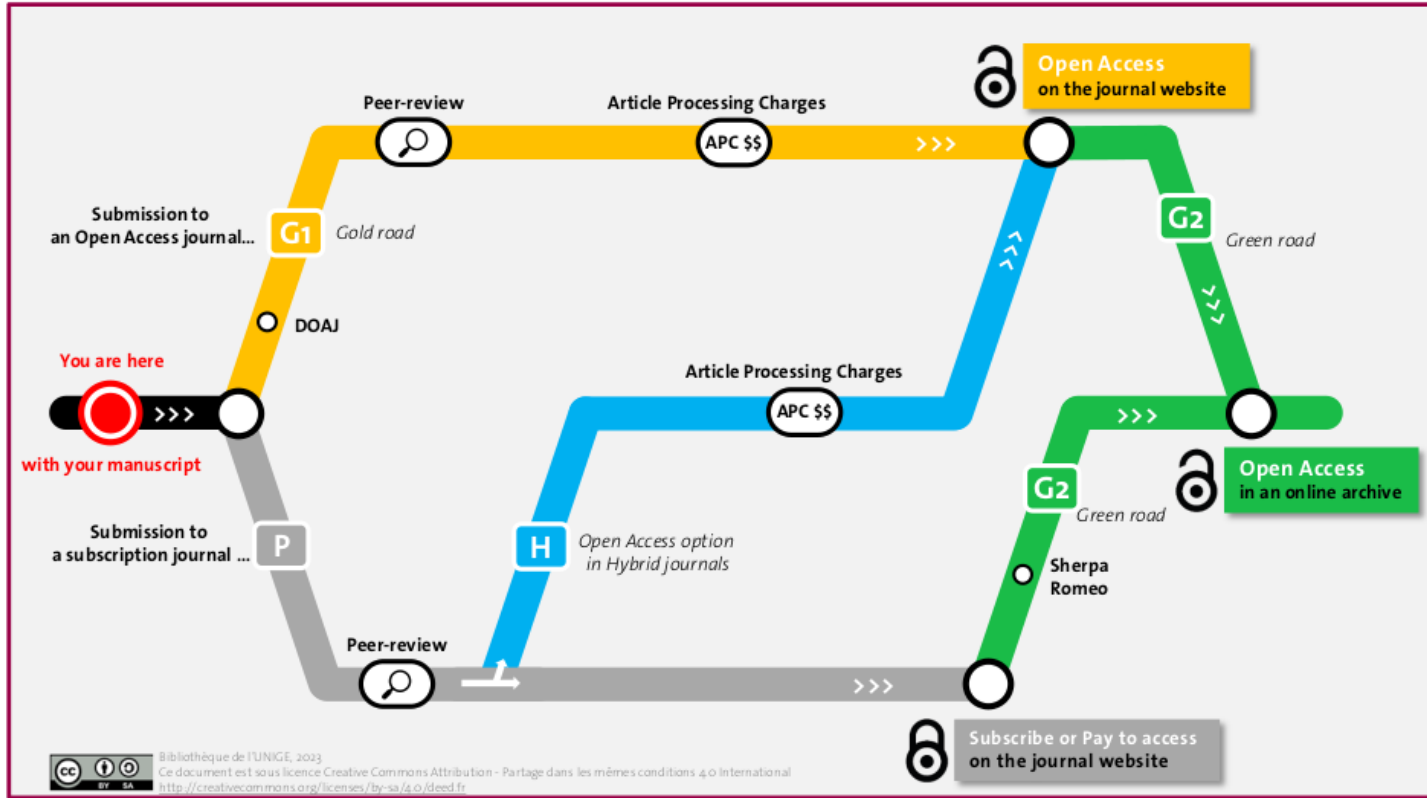 Open Access
on the journal website
Peer-review
Article Processing Charges
APC $$
>>>
Submission to
an Open Access journal...
G1
Gold road
G2
Green road
>>>
>>>
DOAJ
You are here
>>>
with your manuscript
Article Processing Charges
APC $$
>>>
Open Access
in an online archive
G2
Green road
Submission to
a subscription journal ...
P
H
Open Access option
in Hybrid journals
Sherpa
Romeo
Peer-review
>>>
Subscribe or Pay to access
on the journal website
cc
BY SA
Bibliothèque de l'UNIGE, 2023
Ce document est sous licence Creative Commons Attribution - Partage dans les mêmes conditions 4.0 International
http://creativecommons.org/licenses/by-sa/4.0/deed.fr